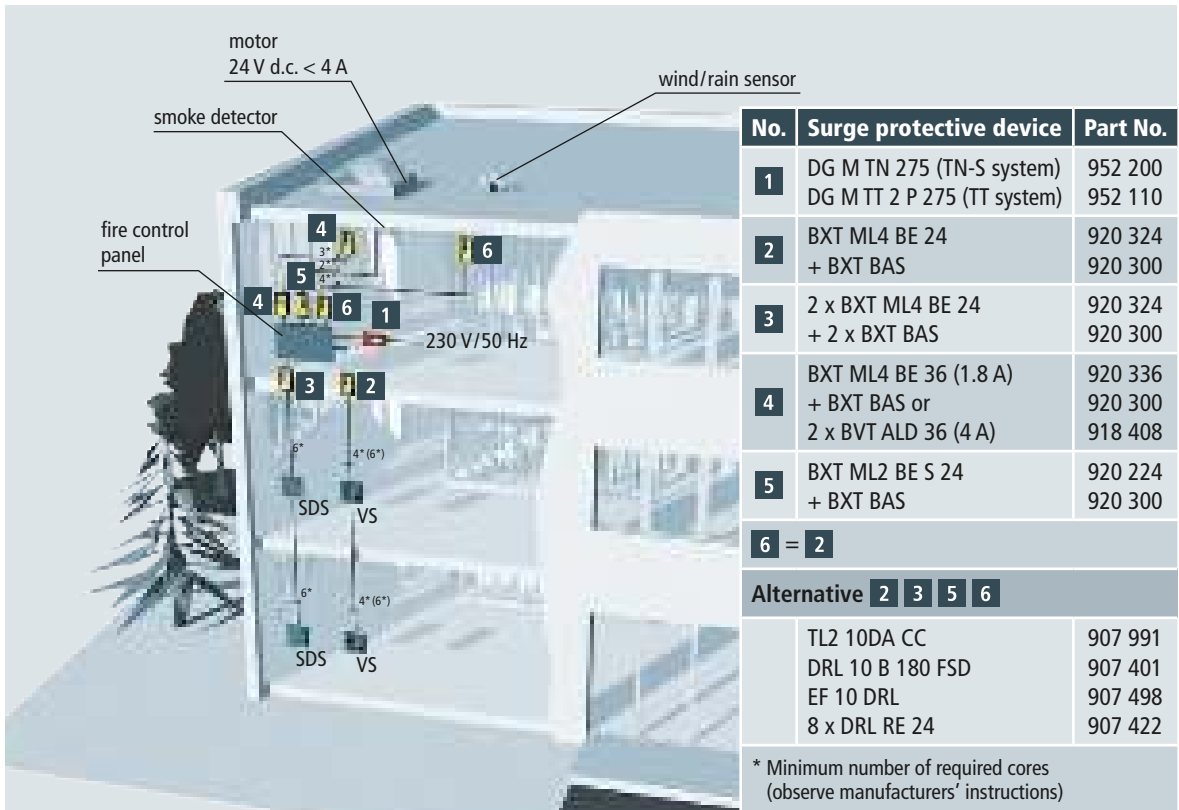 motor
24 V d.c. < 4 A
wind/rain sensor
smoke detector
fire control
panel
4
3*
2*
4*
6
5
4
6
1
230 V/50 Hz
3
2
6*
4* (6*)
SDS
VS
6*
4* (6*)
SDS
VS
No. Surge protective device Part No.
1
DG M TN 275 (TN-S system) 952 200
DG M TT 2 P 275 (TT system) 952 110
2
BXT ML4 BE 24 920 324
+ BXT BAS 920 300
3
2 x BXT ML4 BE 24 920 324
+ 2 x BXT BAS 920 300
4
BXT ML4 BE 36 (1.8 A) 920 336
+ BXT BAS or 920 300
2 x BVT ALD 36 (4 A) 918 408
5
BXT ML2 BE S 24 920 224
+ BXT BAS 920 300
6 = 2
Alternative 2 3 5 6
TL2 10DA CC 907 991
DRL 10 B 180 FSD 907 401
EF 10 DRL 907 498
8 x DRL RE 24 907 422
* Minimum number of required cores
(observe manufacturers' instructions)